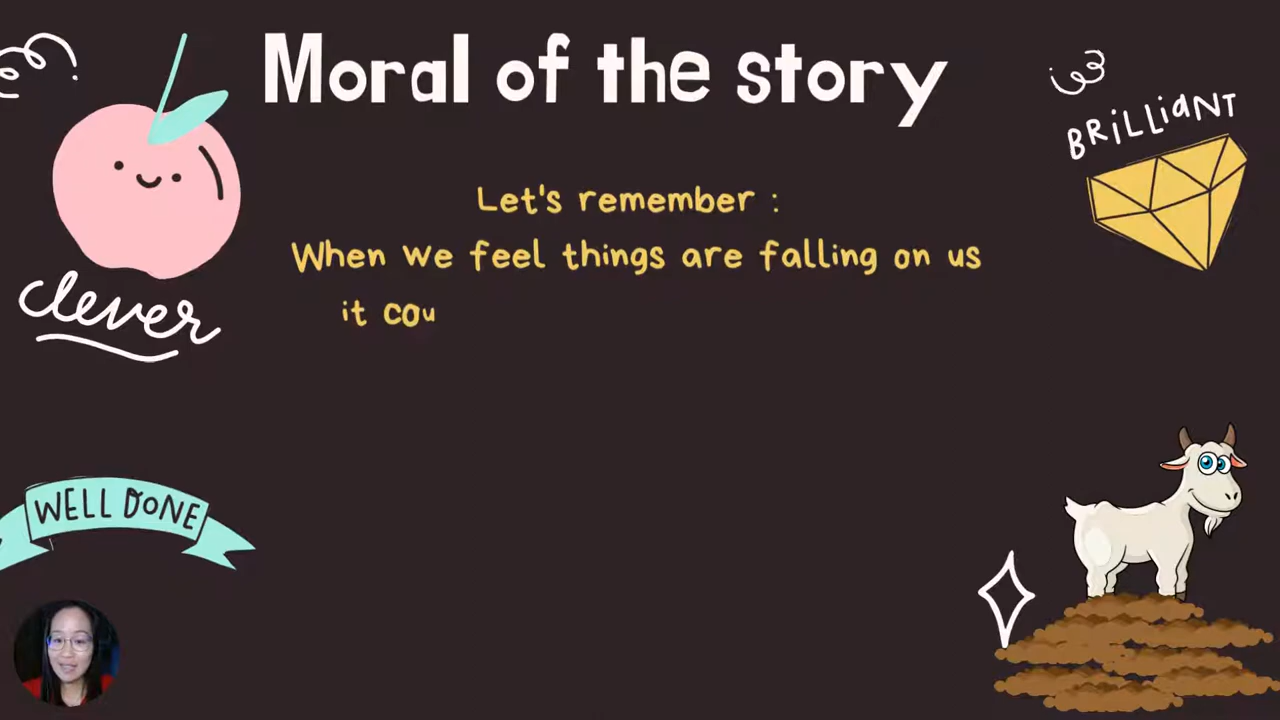 Moral of the story
BRILLIANT
Let's remember :
When we feel things are falling on us
it cou
clever
WELL DONE